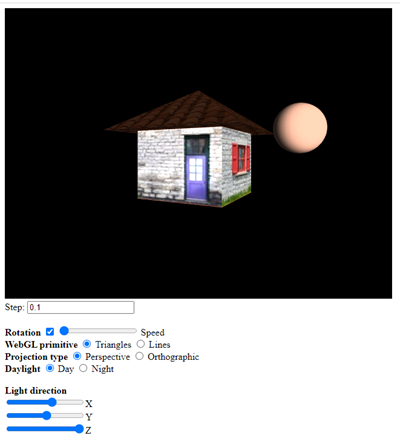 Step: 0.1
Rotation Speed
WebGL primitive Triangles Lines
Projection type Perspective Orthographic
Daylight Day Night
Light direction
X
Y
Z